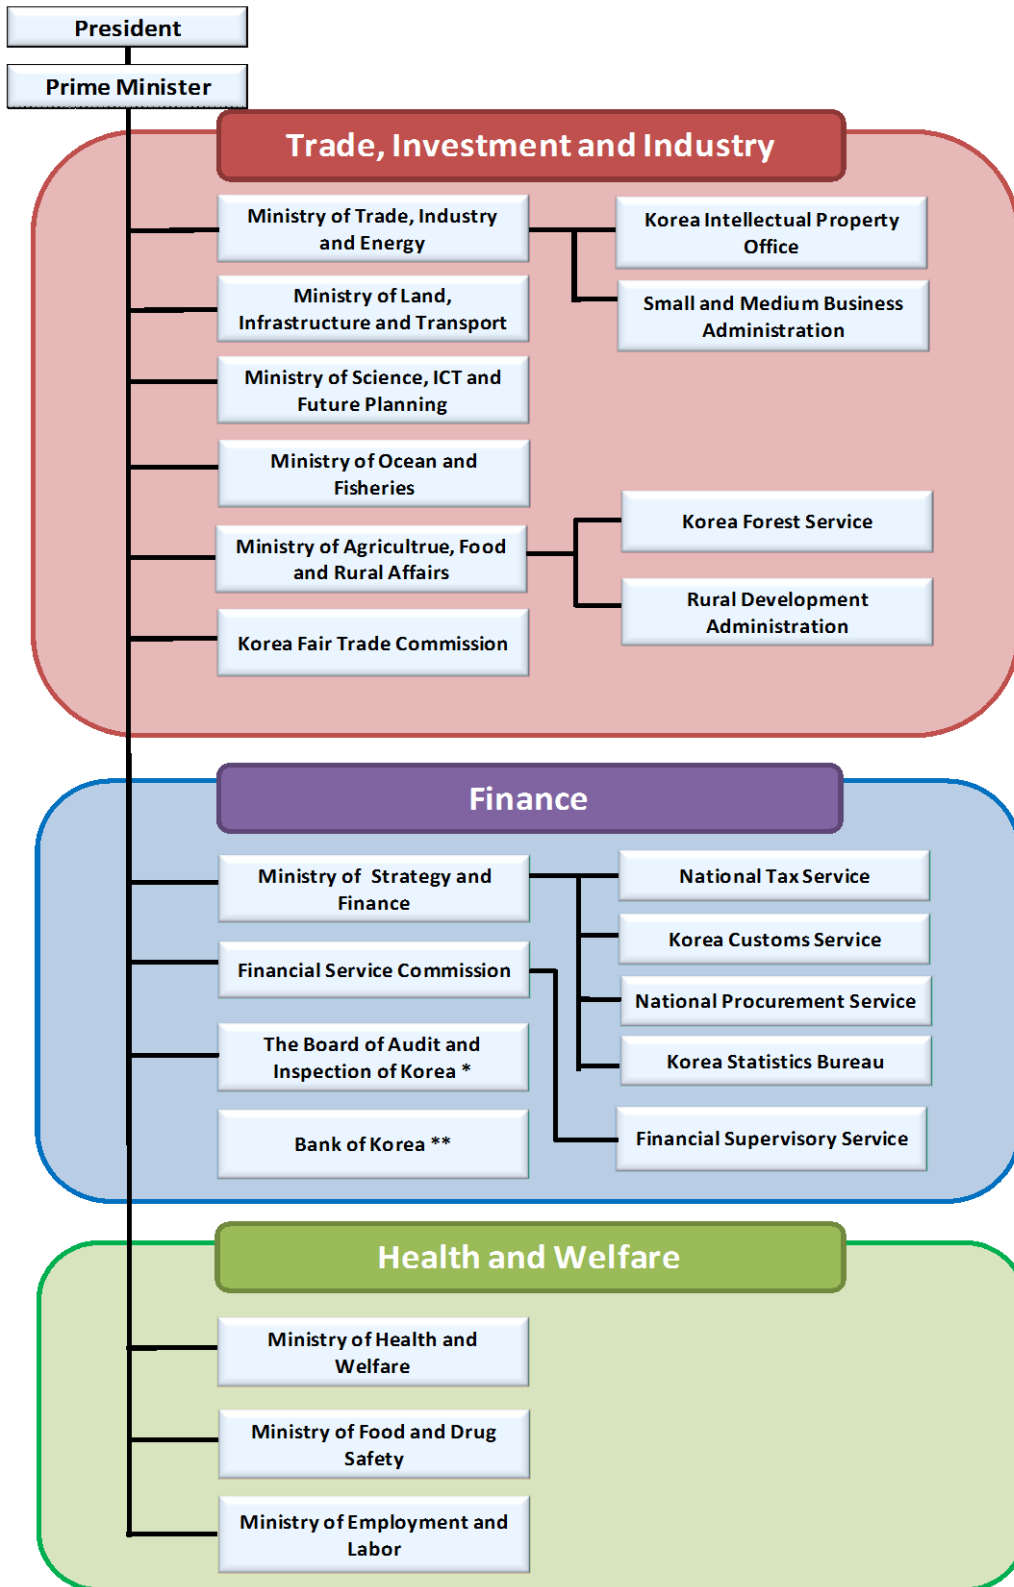 President
Prime Minister
Trade, Investment and Industry
Ministry of Trade, Industry
and Energy
Korea Intellectual Property
Office
Small and Medium Business
Administration
Ministry of Land,
Infrastructure and Transport
Ministry of Science, ICT and
Future Planning
Ministry of Ocean and
Fisheries
Ministry of Agricultrue, Food
and Rural Affairs
Korea Forest Service
Rural Development
Administration
Korea Fair Trade Commission
Finance
Ministry of Strategy and
Finance
National Tax Service
Korea Customs Service
National Procurement Service
Korea Statistics Bureau
Financial Service Commission
Financial Supervisory Service
The Board of Audit and
Inspection of Korea *
Bank of Korea **
Health and Welfare
Ministry of Health and
Welfare
Ministry of Food and Drug
Safety
Ministry of Employment and
Labor